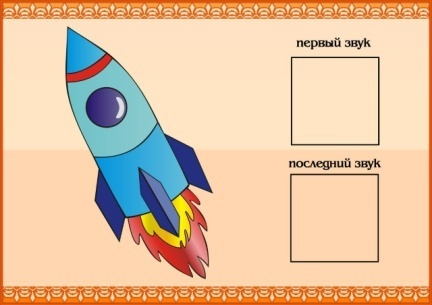 первый звук
последний звук